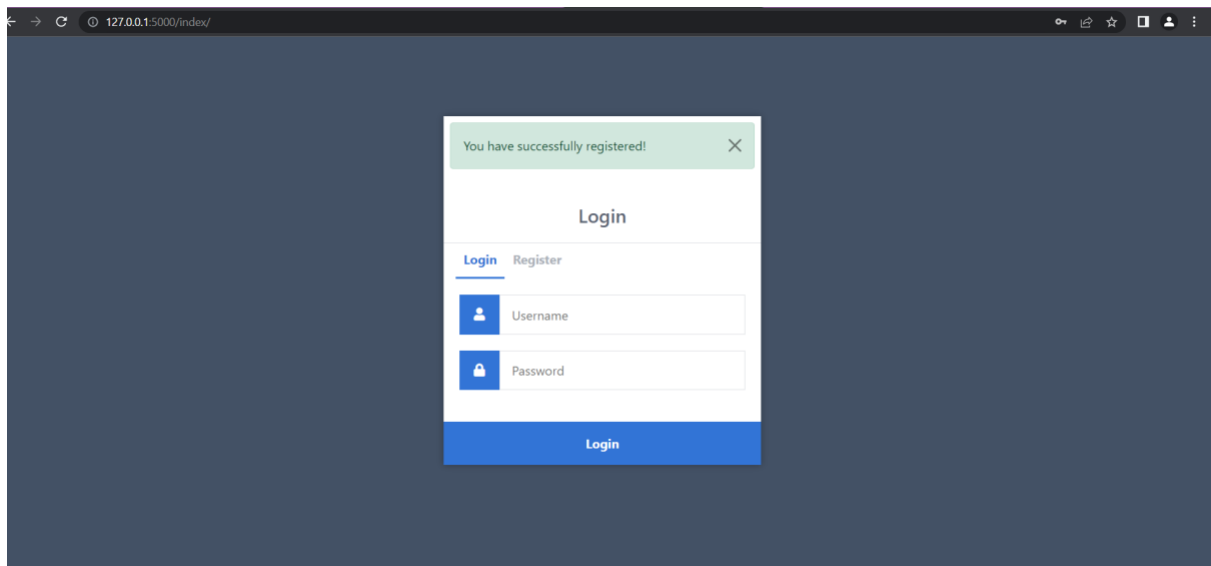 127.0.0.1:5000/index/
You have successfully registered!
Login
Login Register
Username
Password
Login